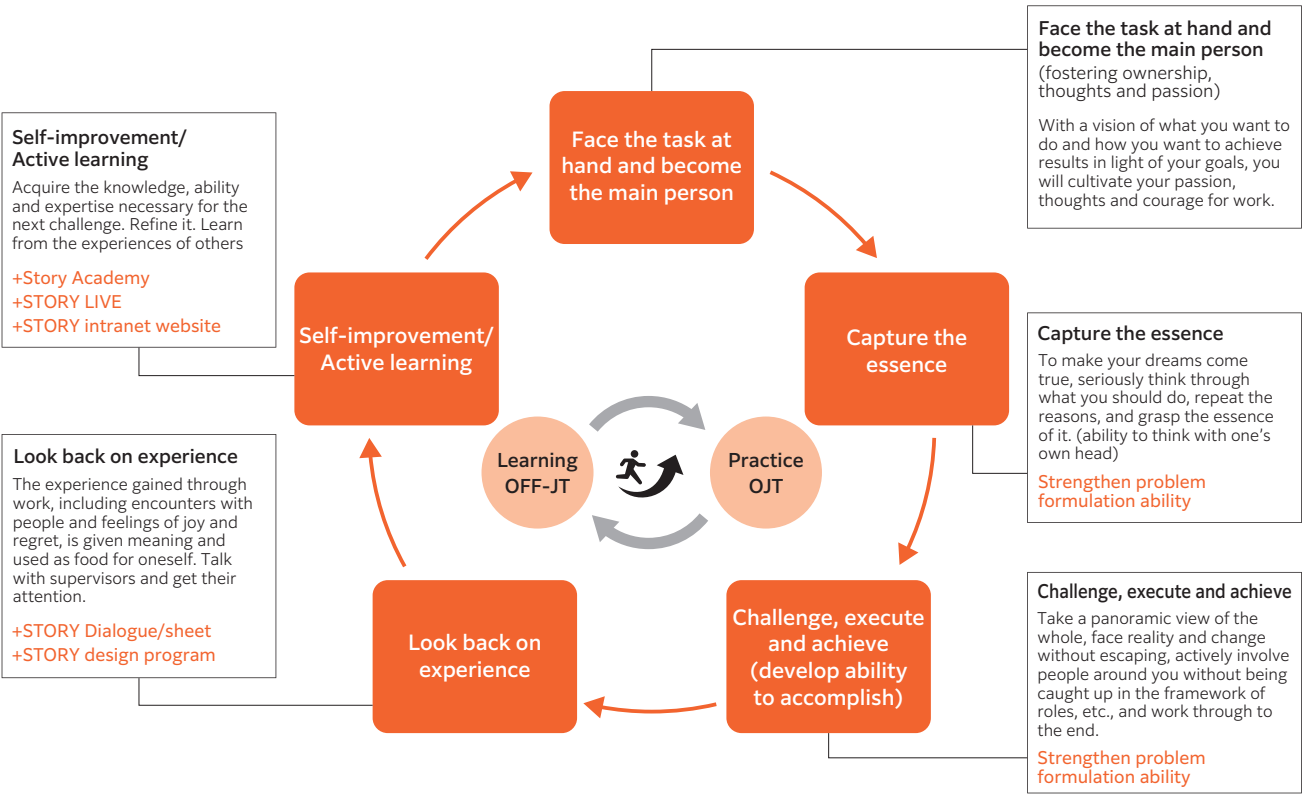 Face the task at hand and
become the main person
(fostering ownership,
thoughts and passion)
With a vision of what you want to
do and how you want to achieve
results in light of your goals, you
will cultivate your passion,
thoughts and courage for work.
Face the task at
hand and become
the main person
Self-improvement/
Active learning
Acquire the knowledge, ability
and expertise necessary for the
next challenge. Refine it. Learn
from the experiences of others
+Story Academy
+STORY LIVE
+STORY intranet website
Self-improvement/
Active learning
Capture the
essence
Capture the essence
To make your dreams come
true, seriously think through
what you should do, repeat the
reasons, and grasp the essence
of it. (ability to think with one's
own head)
Strengthen problem
formulation ability
Learning
OFF-JT
Practice
OJT
Look back on experience
The experience gained through
work, including encounters with
people and feelings of joy and
regret, is given meaning and
used as food for oneself. Talk
with supervisors and get their
attention.
+STORY Dialogue/sheet
+STORY design program
Look back on
experience
Challenge, execute
and achieve
(develop ability
to accomplish)
Challenge, execute and achieve
Take a panoramic view of the
whole, face reality and change
without escaping, actively involve
people around you without being
caught up in the framework of
roles, etc., and work through to
the end.
Strengthen problem
formulation ability